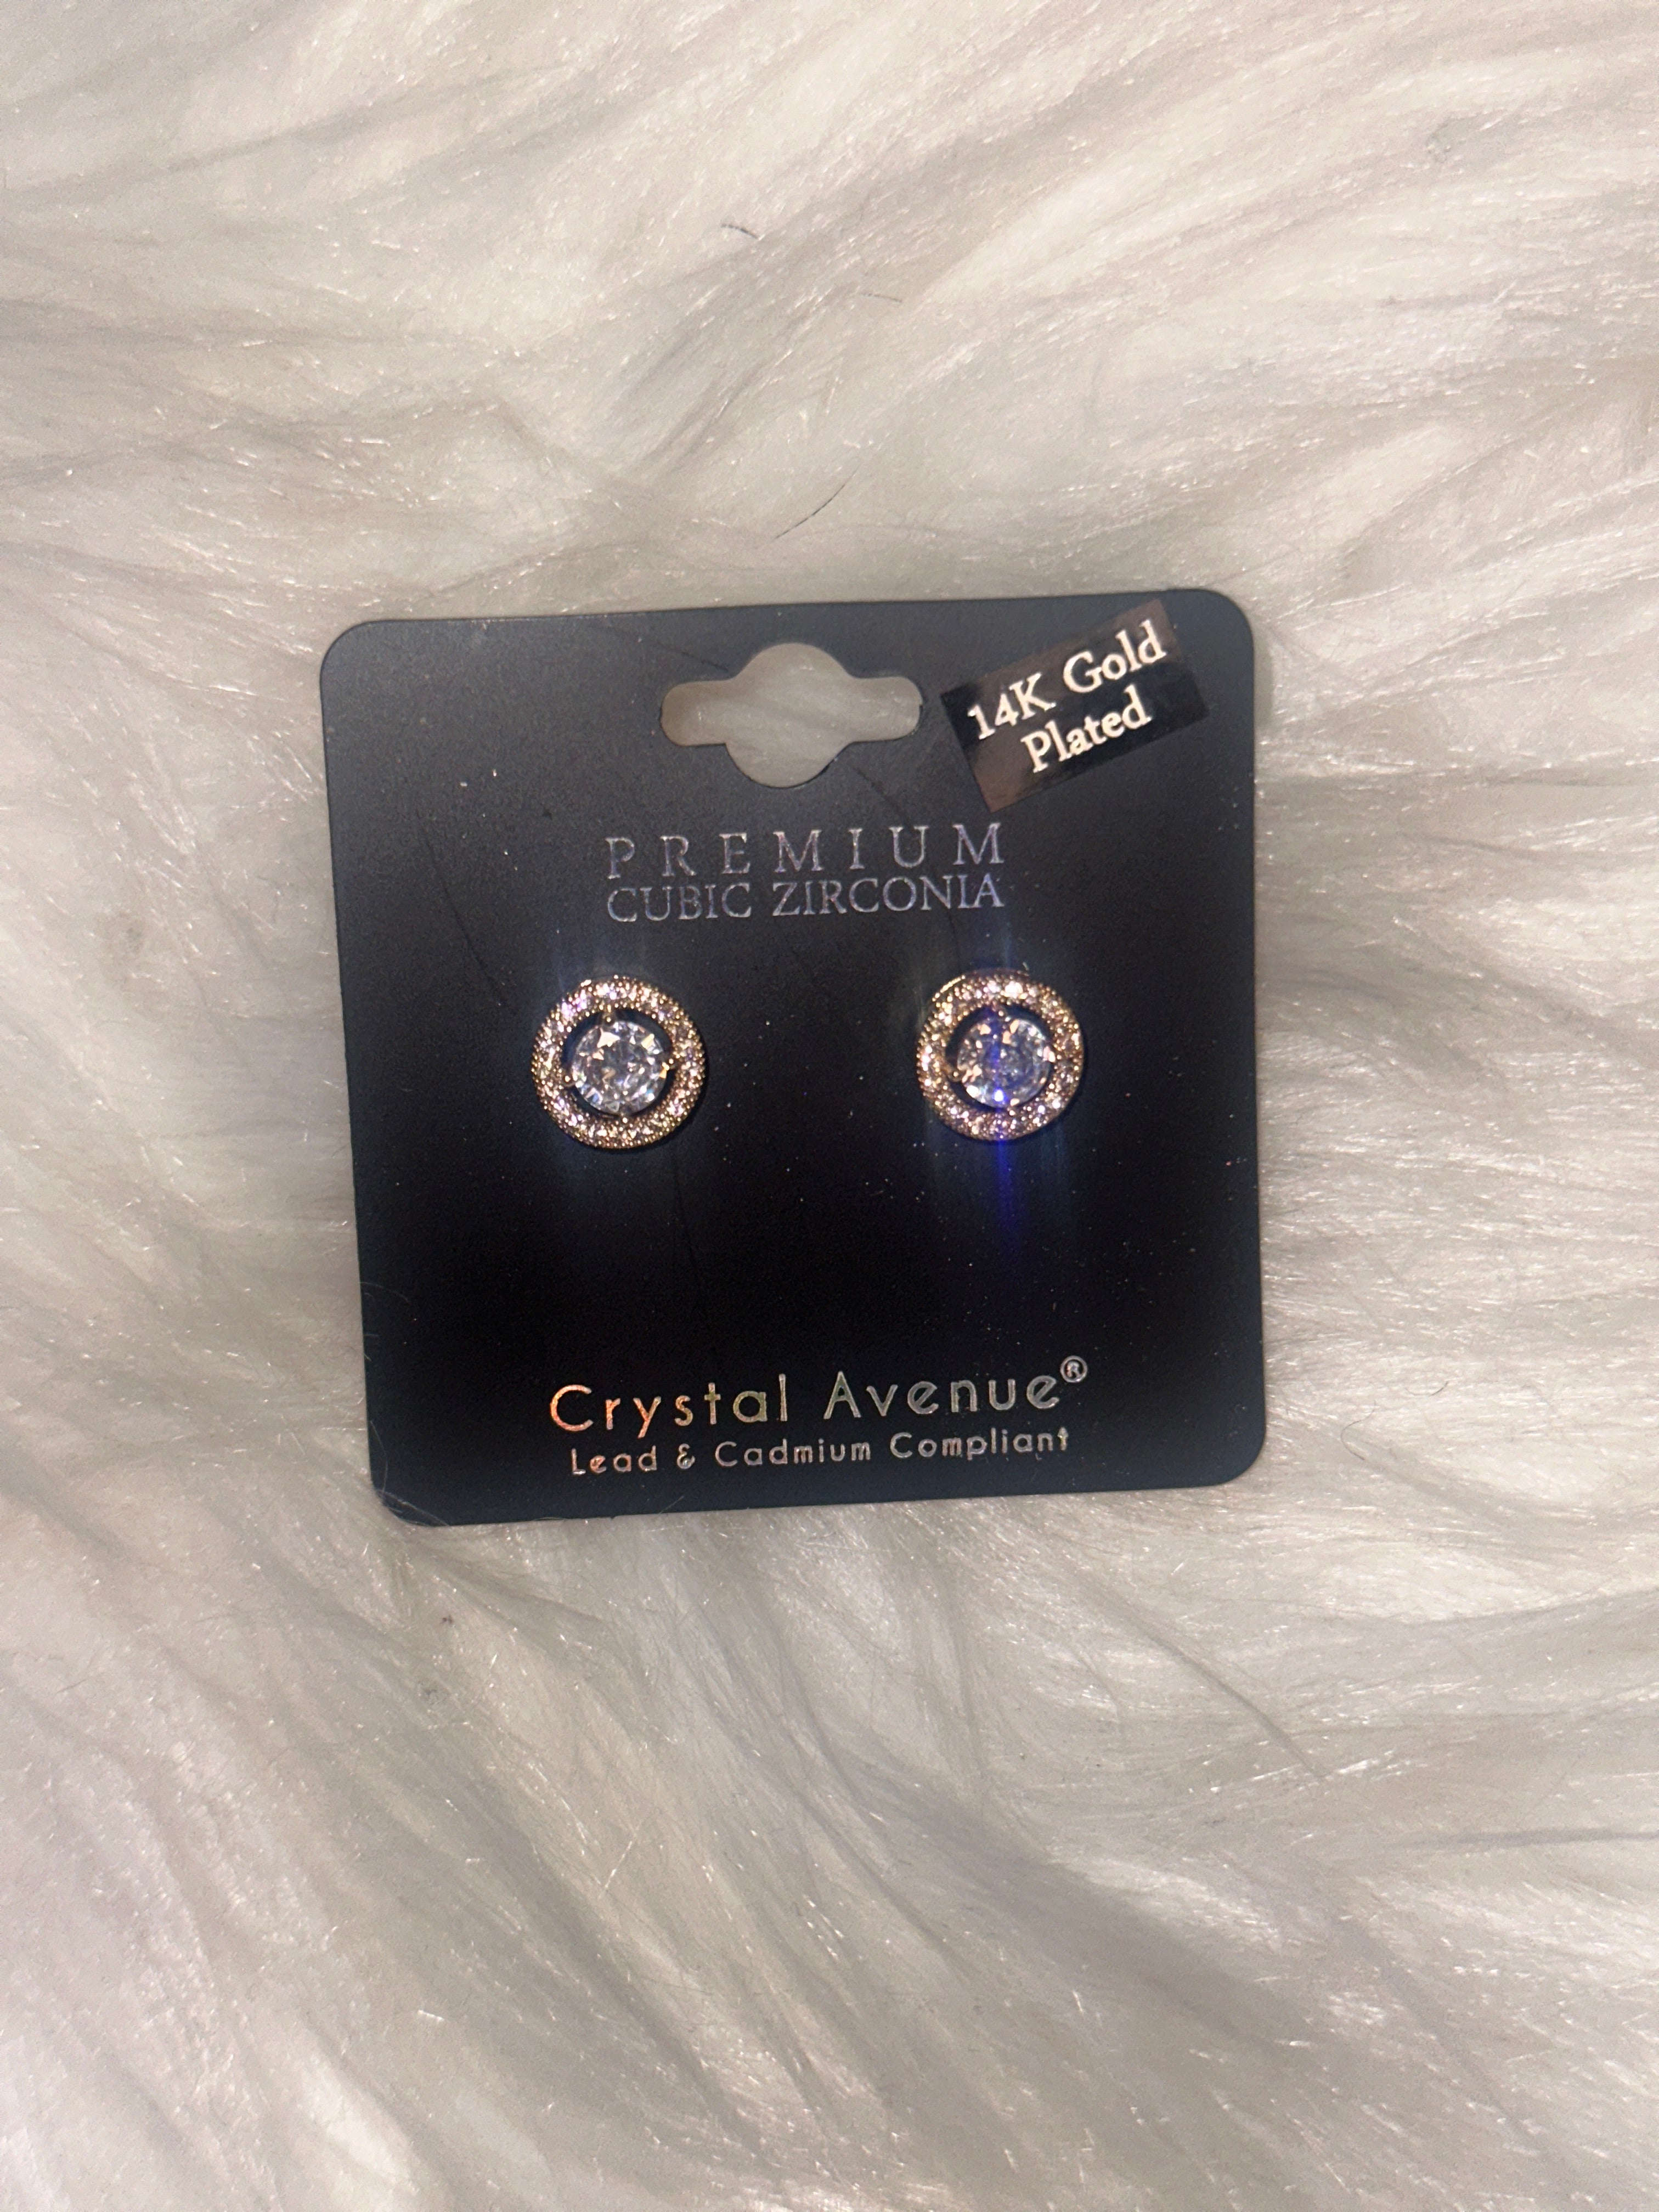 14K Gold
Plated
PREMIUM
CUBIC ZIRCONIA
Crystal Avenue®
Lead & Cadmium Compliant